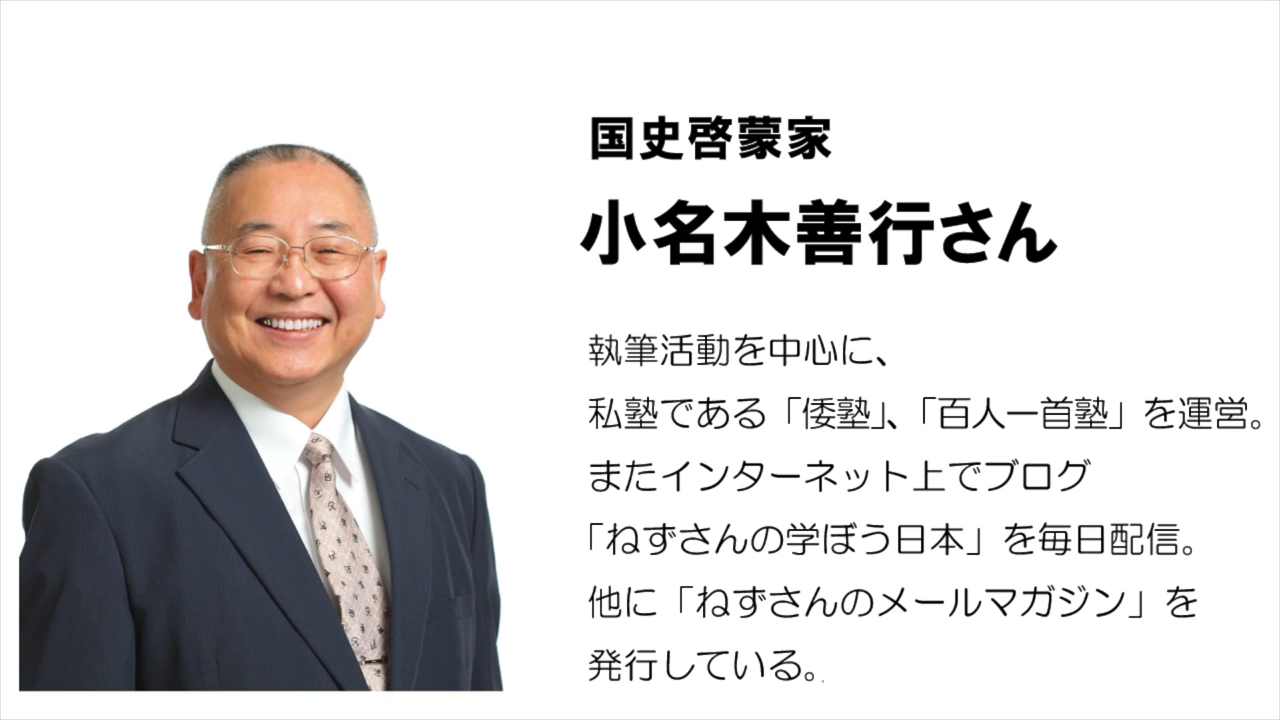 国史啓蒙家
小名木善行さん
執筆活動を中心に、
私塾である「倭塾」、「百人一首塾」を運営。
またインターネット上でブログ
「ねずさんの学ぼう日本」を毎日配信。
他に「ねずさんのメールマガジン」を
発行している。